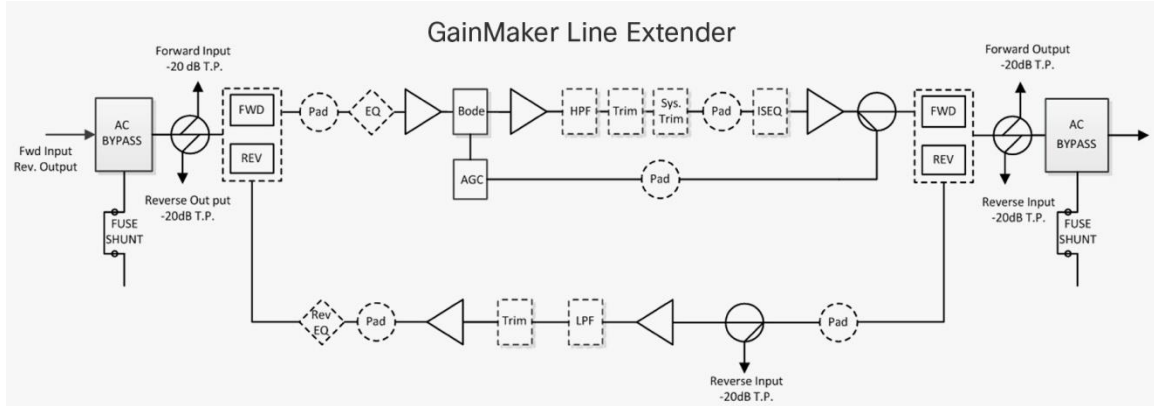 GainMaker Line Extender
Forward Input
-20 dB T.P.
Forward Output
-20dB T.P.
AC
BYPASS
FWD
REV
Pad
EQ
Bode
HPF
Trim
Sys.
Trim
Pad
ISEQ
FWD
REV
AC
BYPASS
Fwd Input
Rev. Output
AGC
Pad
Reverse Out put
-20dB T.P.
Reverse Input
-20dB T.P.
FUSE
SHUNT
FUSE
SHUNT
Rev
EQ
Pad
Trim
LPF
Pad
Reverse Input
-20dB T.P.